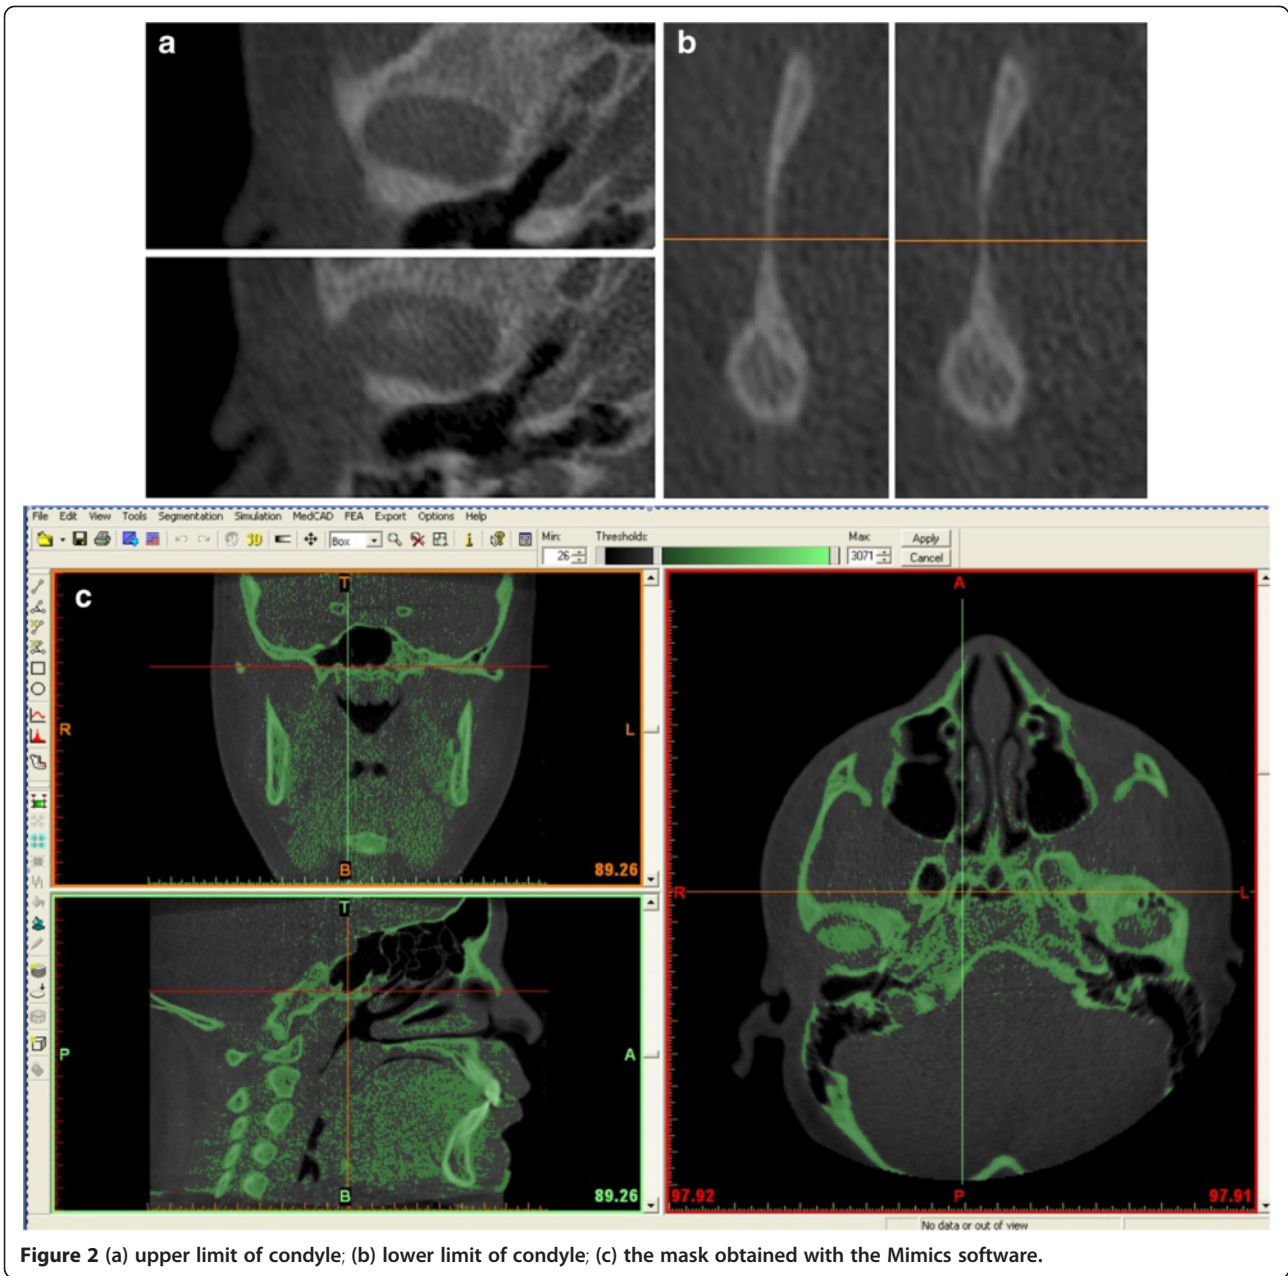 a
b
File Edit View Tools Segmentation Simulation MedCAD FEA Export Options Help
Box
Min:
26
Thresholds:
Max:
3071
Apply
Cancel
c
T
R
L
B
89.26
T
P
A
B
89.26
A
R
L
97.92
P
97.91
No data or out of view
Figure 2 (a) upper limit of condyle; (b) lower limit of condyle; (c) the mask obtained with the Mimics software.